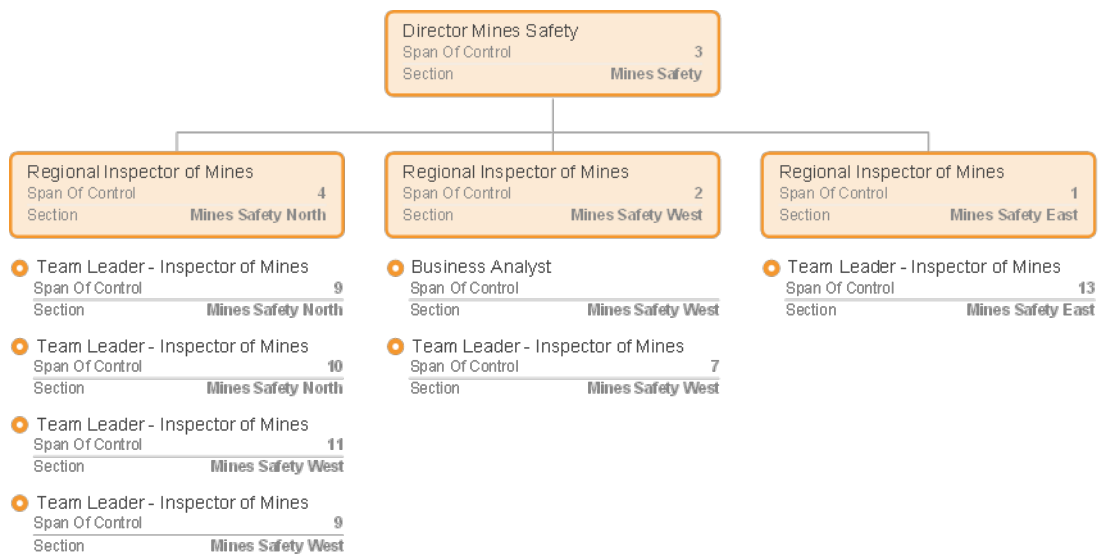 Director Mines Safety
Span Of Control 3
Section Mines Safety
Regional Inspector of Mines
Span Of Control 4
Section Mines Safety North
Team Leader - Inspector of Mines
Span Of Control 9
Section Mines Safety North
Team Leader - Inspector of Mines
Span Of Control 10
Section Mines Safety North
Team Leader - Inspector of Mines
Span Of Control 11
Section Mines Safety West
Team Leader - Inspector of Mines
Span Of Control 9
Section Mines Safety West
Regional Inspector of Mines
Span Of Control 2
Section Mines Safety West
Business Analyst
Span Of Control
Section Mines Safety West
Team Leader - Inspector of Mines
Span Of Control 7
Section Mines Safety West
Regional Inspector of Mines
Span Of Control 1
Section Mines Safety East
Team Leader - Inspector of Mines
Span Of Control 13
Section Mines Safety East